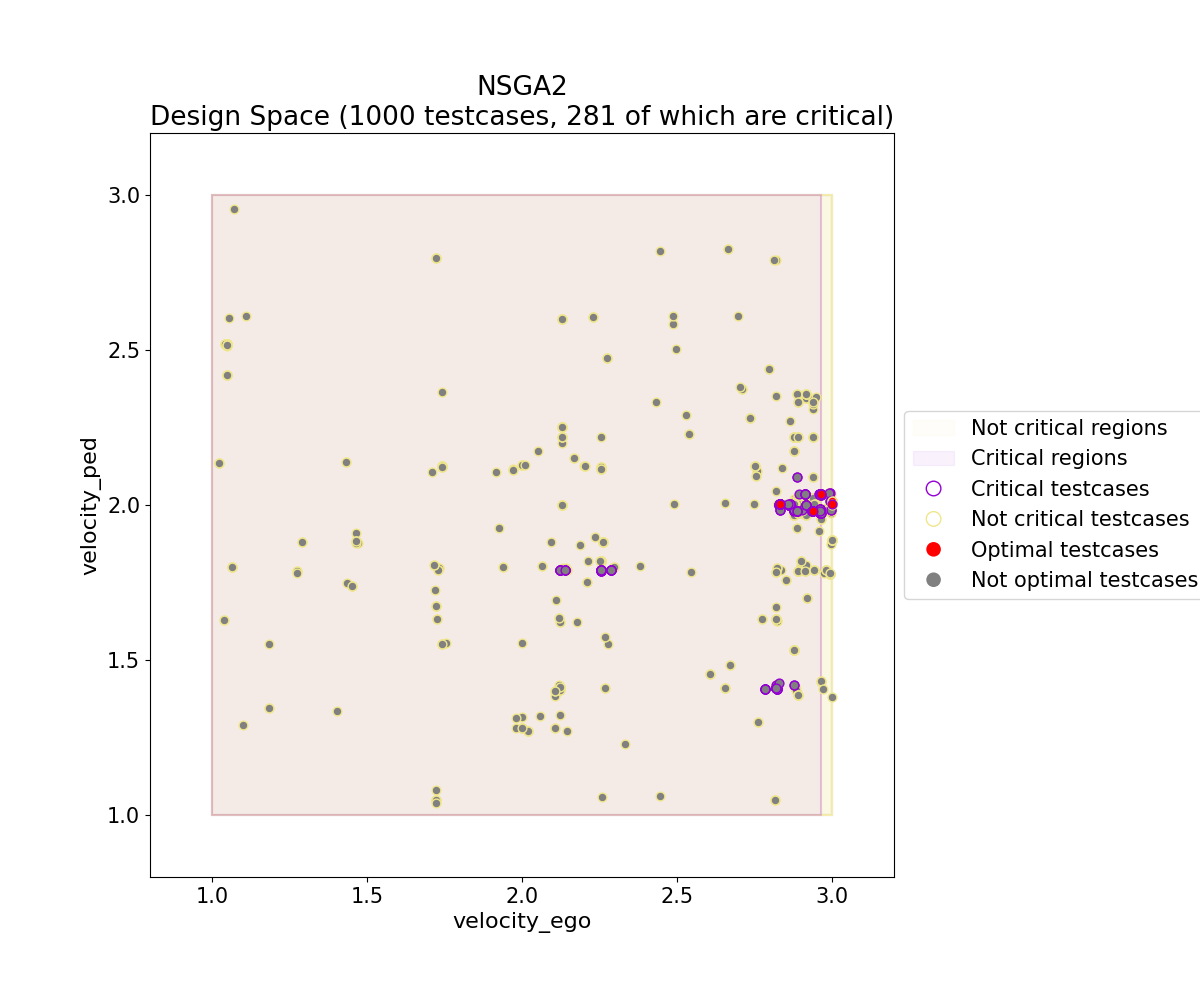 NSGA2
Design Space (1000 testcases, 281 of which are critical)
3.0
2.5
2.0
1.5
1.0
velocity_ped
1.0
1.5
2.0
2.5
3.0
velocity_ego
Not critical regions
Critical regions
Critical testcases
Not critical testcases
Optimal testcases
Not optimal testcases